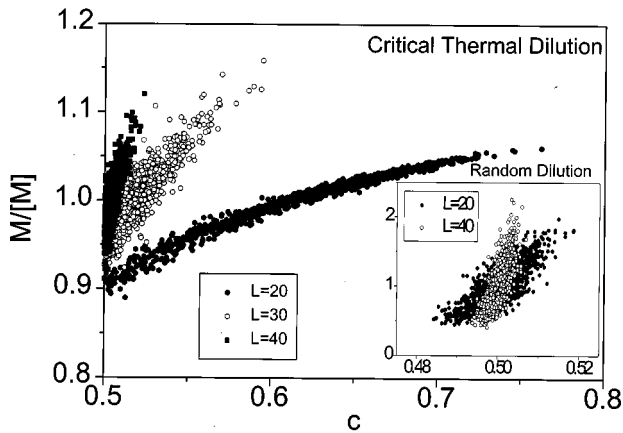 1.2
1.1
1.0
0.9
0.8
M/[M]
Critical Thermal Dilution
Random Dilution
L=20
L=40
2
1
0
0.48
0.50
0.52
L=20
L=30
L=40
0.5
0.6
0.7
0.8
c